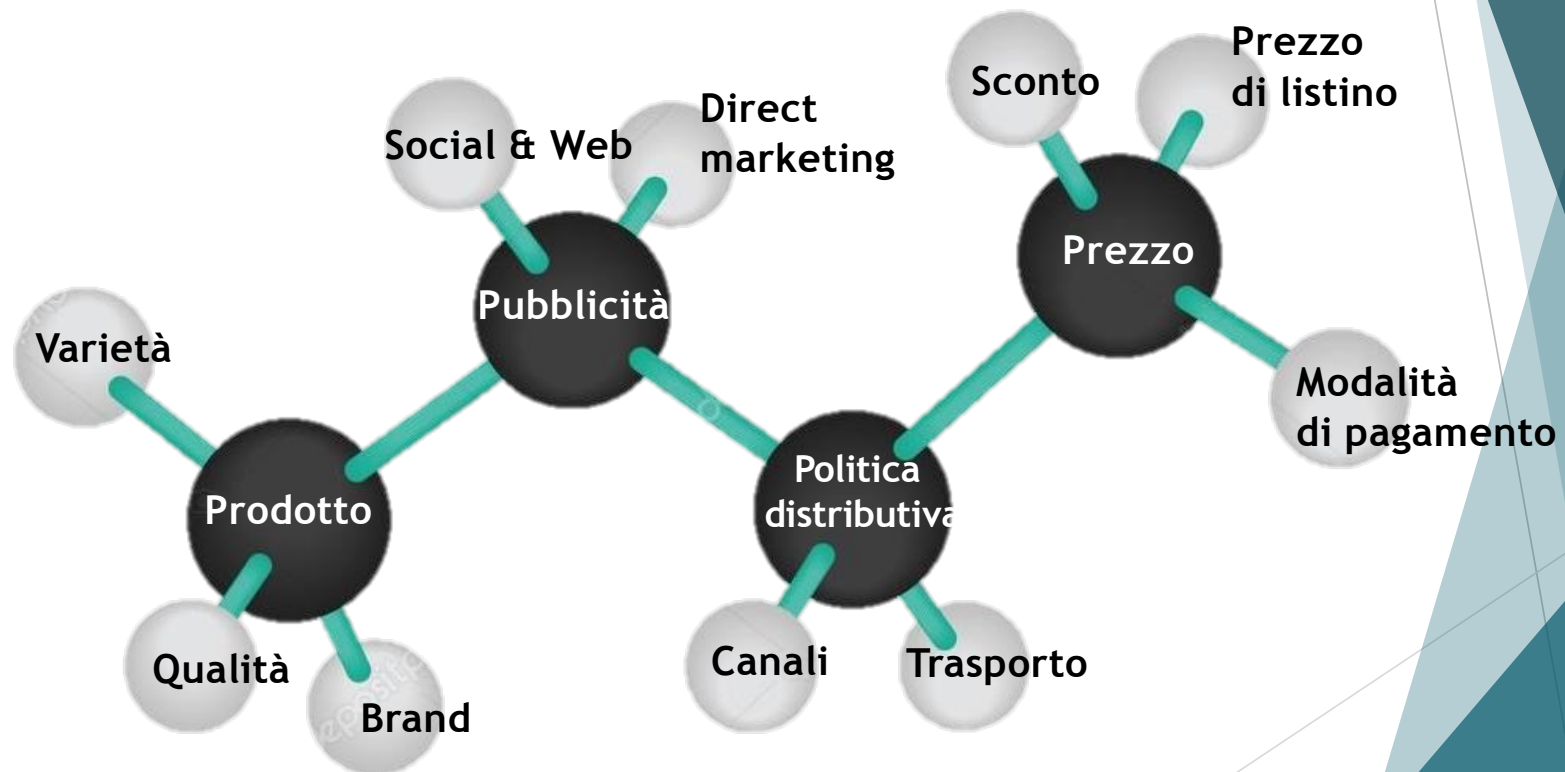 Prezzo
di listino
Sconto
Direct
marketing
Social & Web
Prezzo
Pubblicità
Varietà
Modalità
di pagamento
Politica
distributiva
Prodotto
Canali
Trasporto
Qualità
Brand